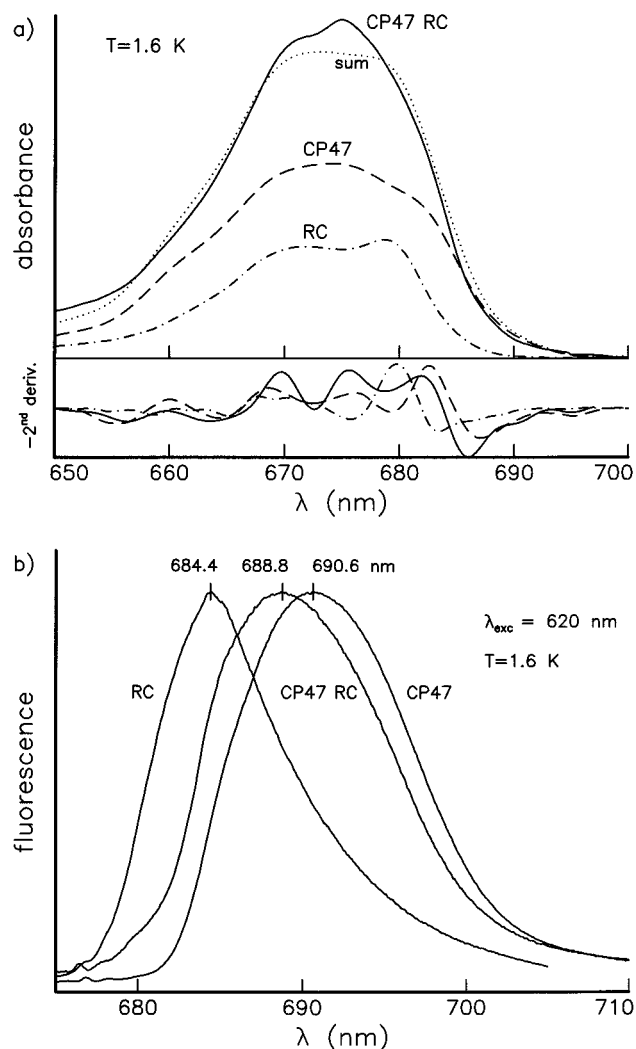 a)
T=1.6 K
CP47 RC
sum
CP47
RC
absorbance
-2nd deriv.
650 660 670 680 690 700
λ (nm)
b)
684.4 688.8 690.6 nm
λexc = 620 nm
T=1.6 K
RC
CP47 RC
CP47
fluorescence
680 690 700 710
λ (nm)